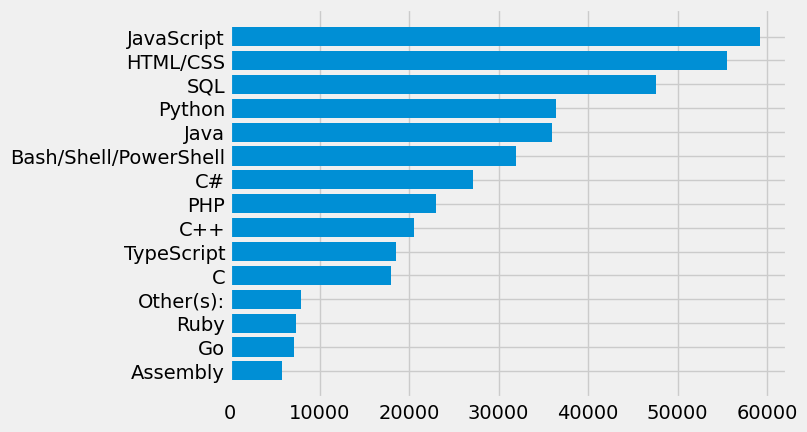 JavaScript
HTML/CSS
SQL
Python
Java
Bash/Shell/PowerShell
C#
PHP
C++
TypeScript
C
Other(s):
Ruby
Go
Assembly
0 10000 20000 30000 40000 50000 60000